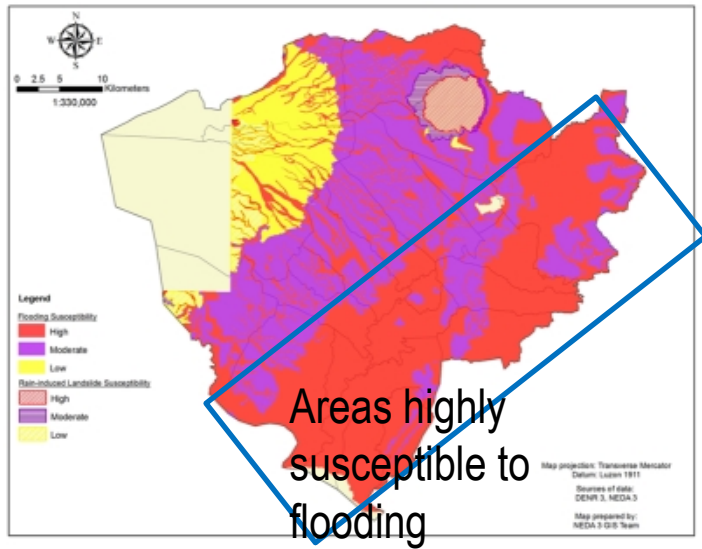 N
W E
S
0 2.5 5 10
Kilometers
1:330,000
Legend
Flooding Susceptibility
High
Moderate
Low
Rain-induced Landslide Susceptibility
High
Moderate
Low
Areas highly
susceptible to
flooding
Map projection: Transverse Mercator
Datum: Luzon 1911
Sources of data:
DENR 3, NEDA 3
Map prepared by:
NEDA 3 GIS Team